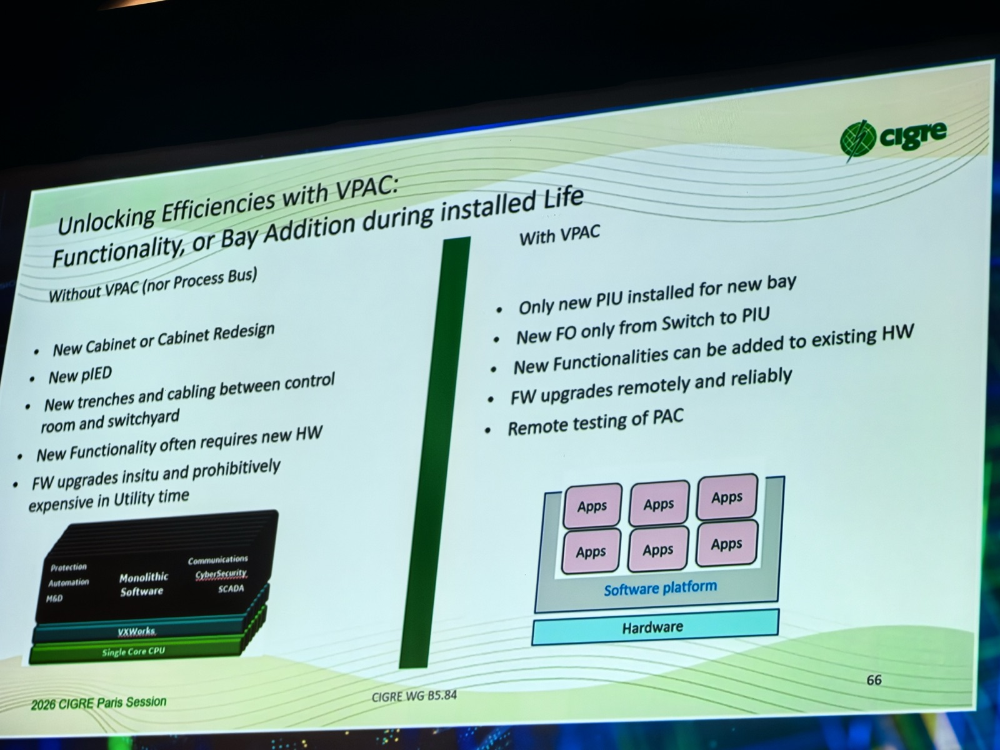 cigre
Unlocking Efficiencies with VPAC:
Functionality, or Bay Addition during installed Life
Without VPAC (nor Process Bus)
• New Cabinet or Cabinet Redesign
• New pIED
• New trenches and cabling between control
room and switchyard
• New Functionality often requires new HW
• FW upgrades insitu and prohibitively
expensive in Utility time
Protection
Automation
M&D
Monolithic
Software
Communications
CyberSecurity
SCADA
VXWorks
Single Core CPU
With VPAC
• Only new PIU installed for new bay
• New FO only from Switch to PIU
• New Functionalities can be added to existing HW
• FW upgrades remotely and reliably
• Remote testing of PAC
Apps Apps Apps
Apps Apps Apps
Software platform
Hardware
2026 CIGRE Paris Session
CIGRE WG B5.84
66